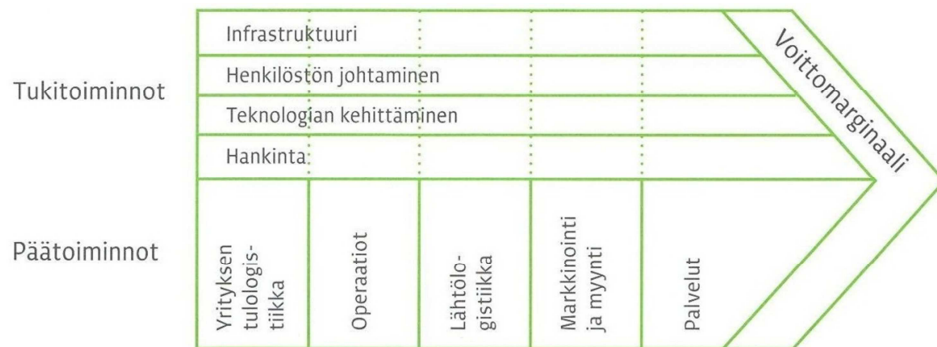 Tukitoiminnot
Infrastruktuuri
Henkilöstön johtaminen
Teknologian kehittäminen
Hankinta
Voittomarginaali
Päätoiminnot
Yrityksen
tulologis-
tiikka
Operaatiot
Lähtölo-
gistiikka
Markkinointi
ja myynti
Palvelut